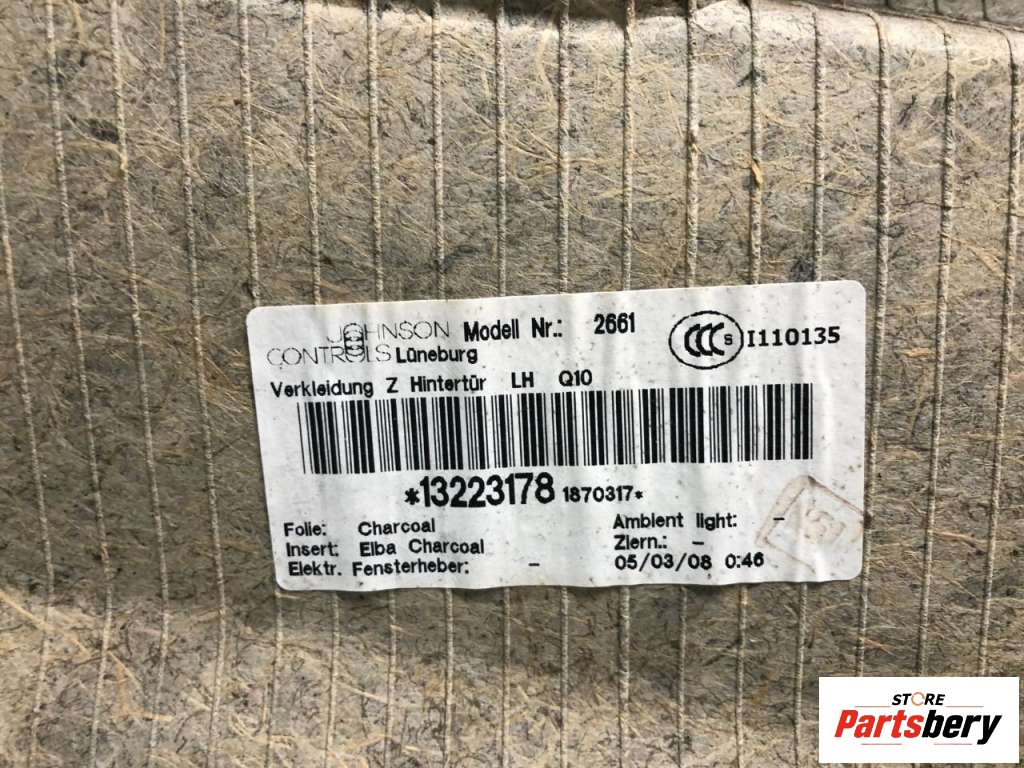 JOHNSON CONTROLS Lüneburg
Modell Nr.: 2661
CCC S I110135
Verkleidung Z Hintertür LH Q10
*13223178 1870317*
Folie: Charcoal
Insert: Elba Charcoal
Elektr. Fensterheber: -
Ambient light: -
Ziern.: -
05/03/08 0:46
STORE
Partsbery